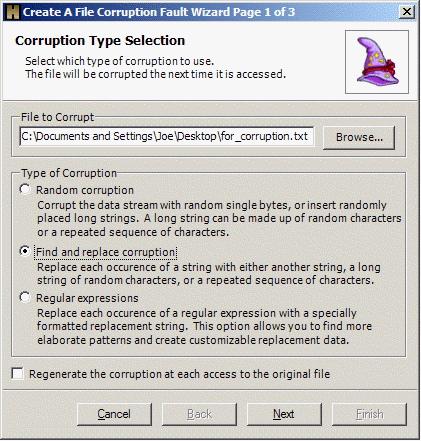 Create A File Corruption Fault Wizard Page 1 of 3
Corruption Type Selection
Select which type of corruption to use.
The file will be corrupted the next time it is accessed.
File to Corrupt
C:\Documents and Settings\Joe\Desktop\for_corruption.txt
Browse...
Type of Corruption
Random corruption
Corrupt the data stream with random single bytes, or insert randomly
placed long strings. A long string can be made up of random characters
or a repeated sequence of characters.
Find and replace corruption
Replace each occurence of a string with either another string, a long
string of random characters, or a repeated sequence of characters.
Regular expressions
Replace each occurence of a regular expression with a specially
formatted replacement string. This option allows you to find more
elaborate patterns and create customizable replacement data.
Regenerate the corruption at each access to the original file
Cancel
Back
Next
Finish